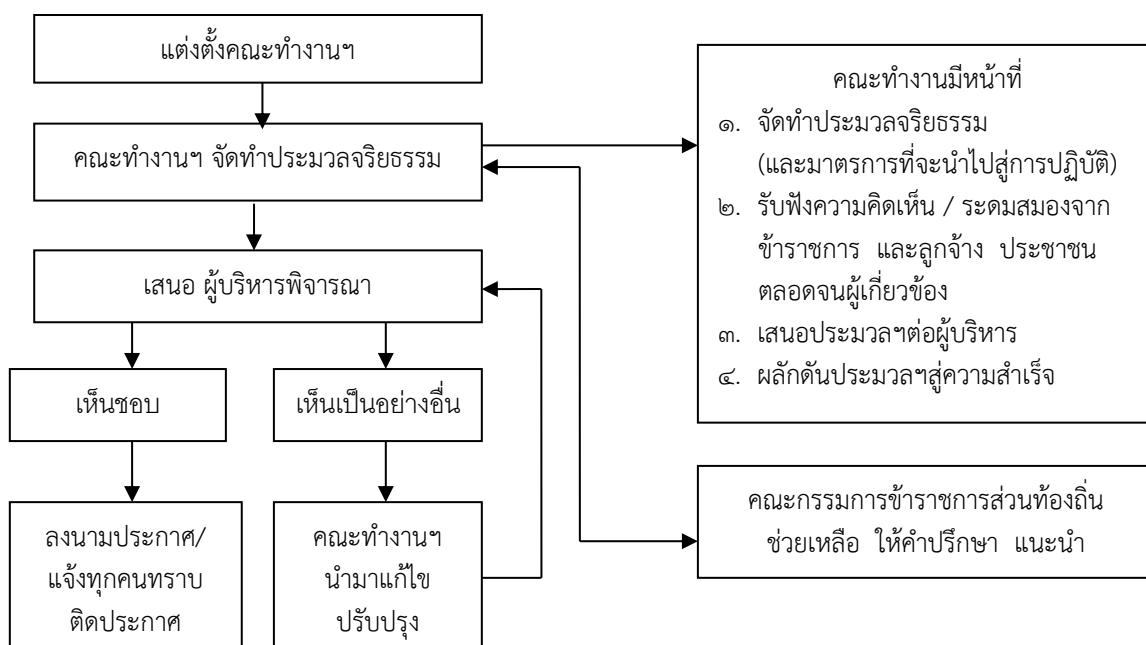 แต่งตั้งคณะทำงานฯ
คณะทำงานฯ จัดทำประมวลจริยธรรม
เสนอ ผู้บริหารพิจารณา
เห็นชอบ
เห็นเป็นอย่างอื่น
ลงนามประกาศ/
แจ้งทุกคนทราบ
ติดประกาศ
คณะทำงานฯ
นำมาแก้ไข
ปรับปรุง
คณะทำงานมีหน้าที่
๑. จัดทำประมวลจริยธรรม
(และมาตรการที่จะนำไปสู่การปฏิบัติ)
๒. รับฟังความคิดเห็น / ระดมสมองจาก
ข้าราชการ และลูกจ้าง ประชาชน
ตลอดจนผู้เกี่ยวข้อง
๓. เสนอประมวลฯต่อผู้บริหาร
๔. ผลักดันประมวลฯสู่ความสำเร็จ
คณะกรรมการข้าราชการส่วนท้องถิ่น
ช่วยเหลือ ให้คำปรึกษา แนะนำ